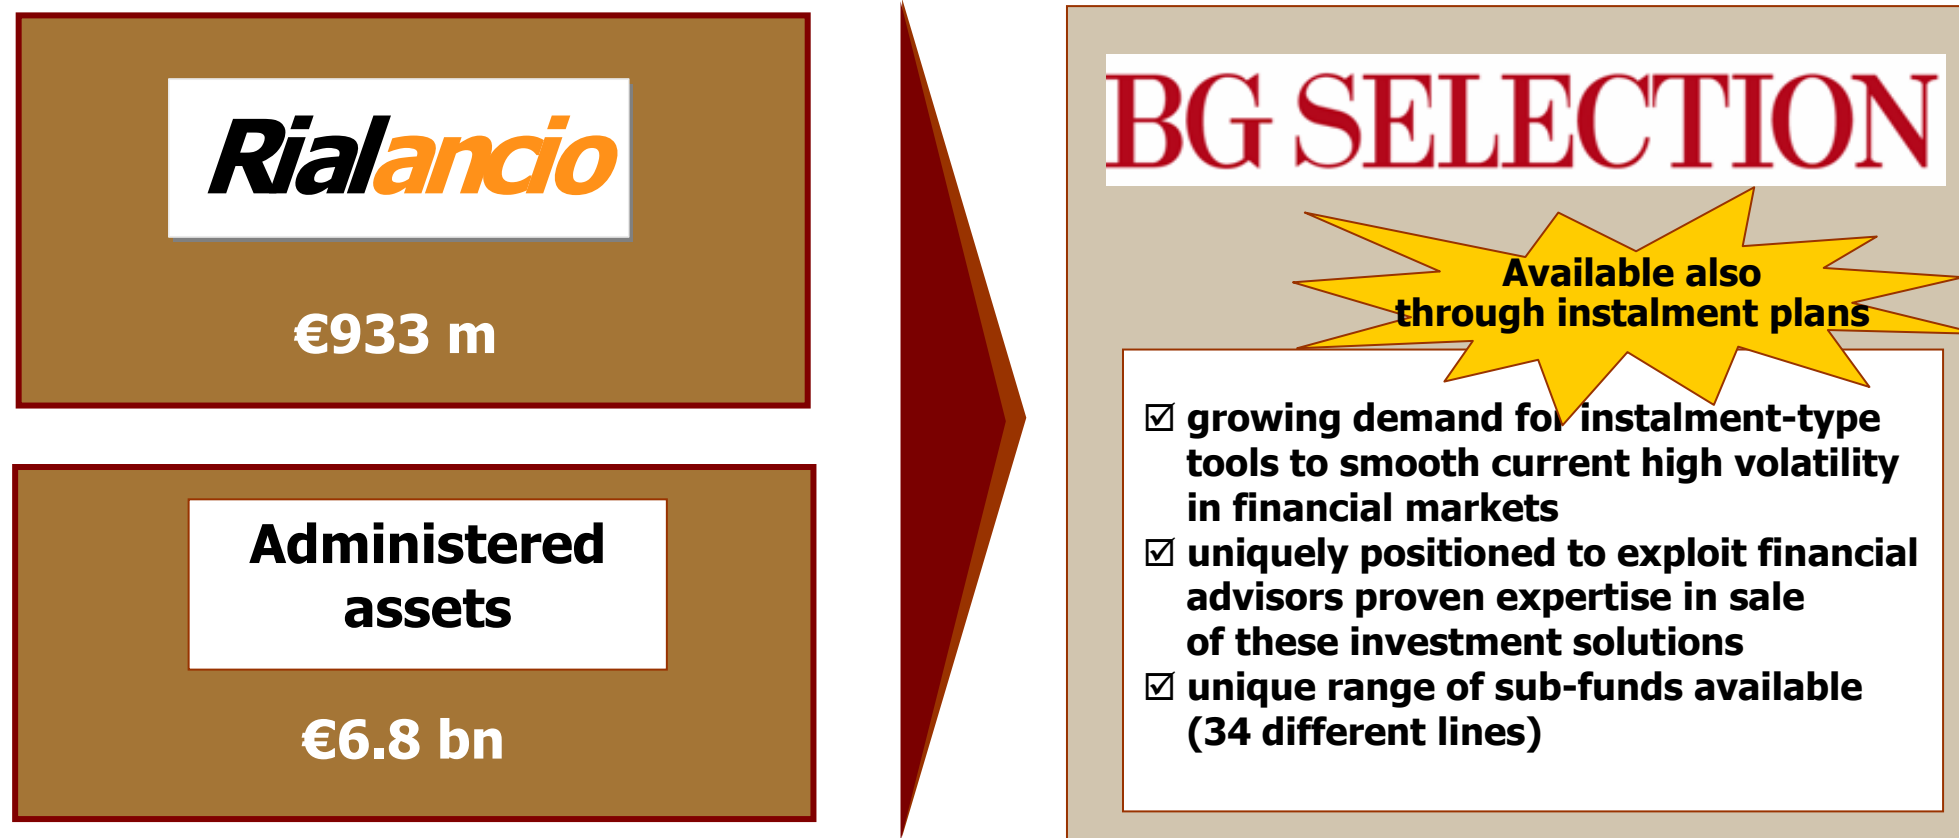 Rialancio
€933 m
Administered
assets
€6.8 bn
BG SELECTION
Available also
through instalment plans
☑ growing demand for instalment-type
tools to smooth current high volatility
in financial markets
☑ uniquely positioned to exploit financial
advisors proven expertise in sale
of these investment solutions
☑ unique range of sub-funds available
(34 different lines)